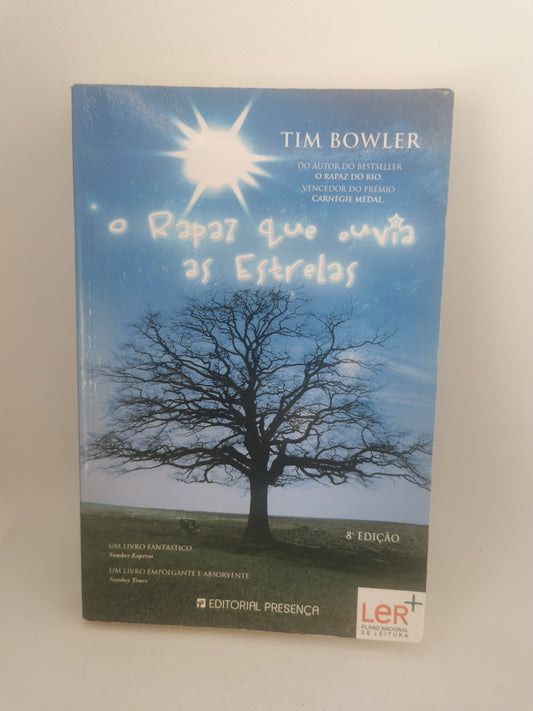 TIM BOWLER
DO AUTOR DO BESTSELLER
O RAPAZ DO RIO,
VENCEDOR DO PRÉMIO
CARNEGIE MEDAL
O Rapaz que ouvia
as Estrelas
8ª EDIÇÃO
UM LIVRO FANTÁSTICO.
Sunday Express
UM LIVRO EMPOLGANTE E ABSORVENTE.
Sunday Times
EDITORIAL PRESENÇA
LeR+
PLANO NACIONAL
DE LEITURA